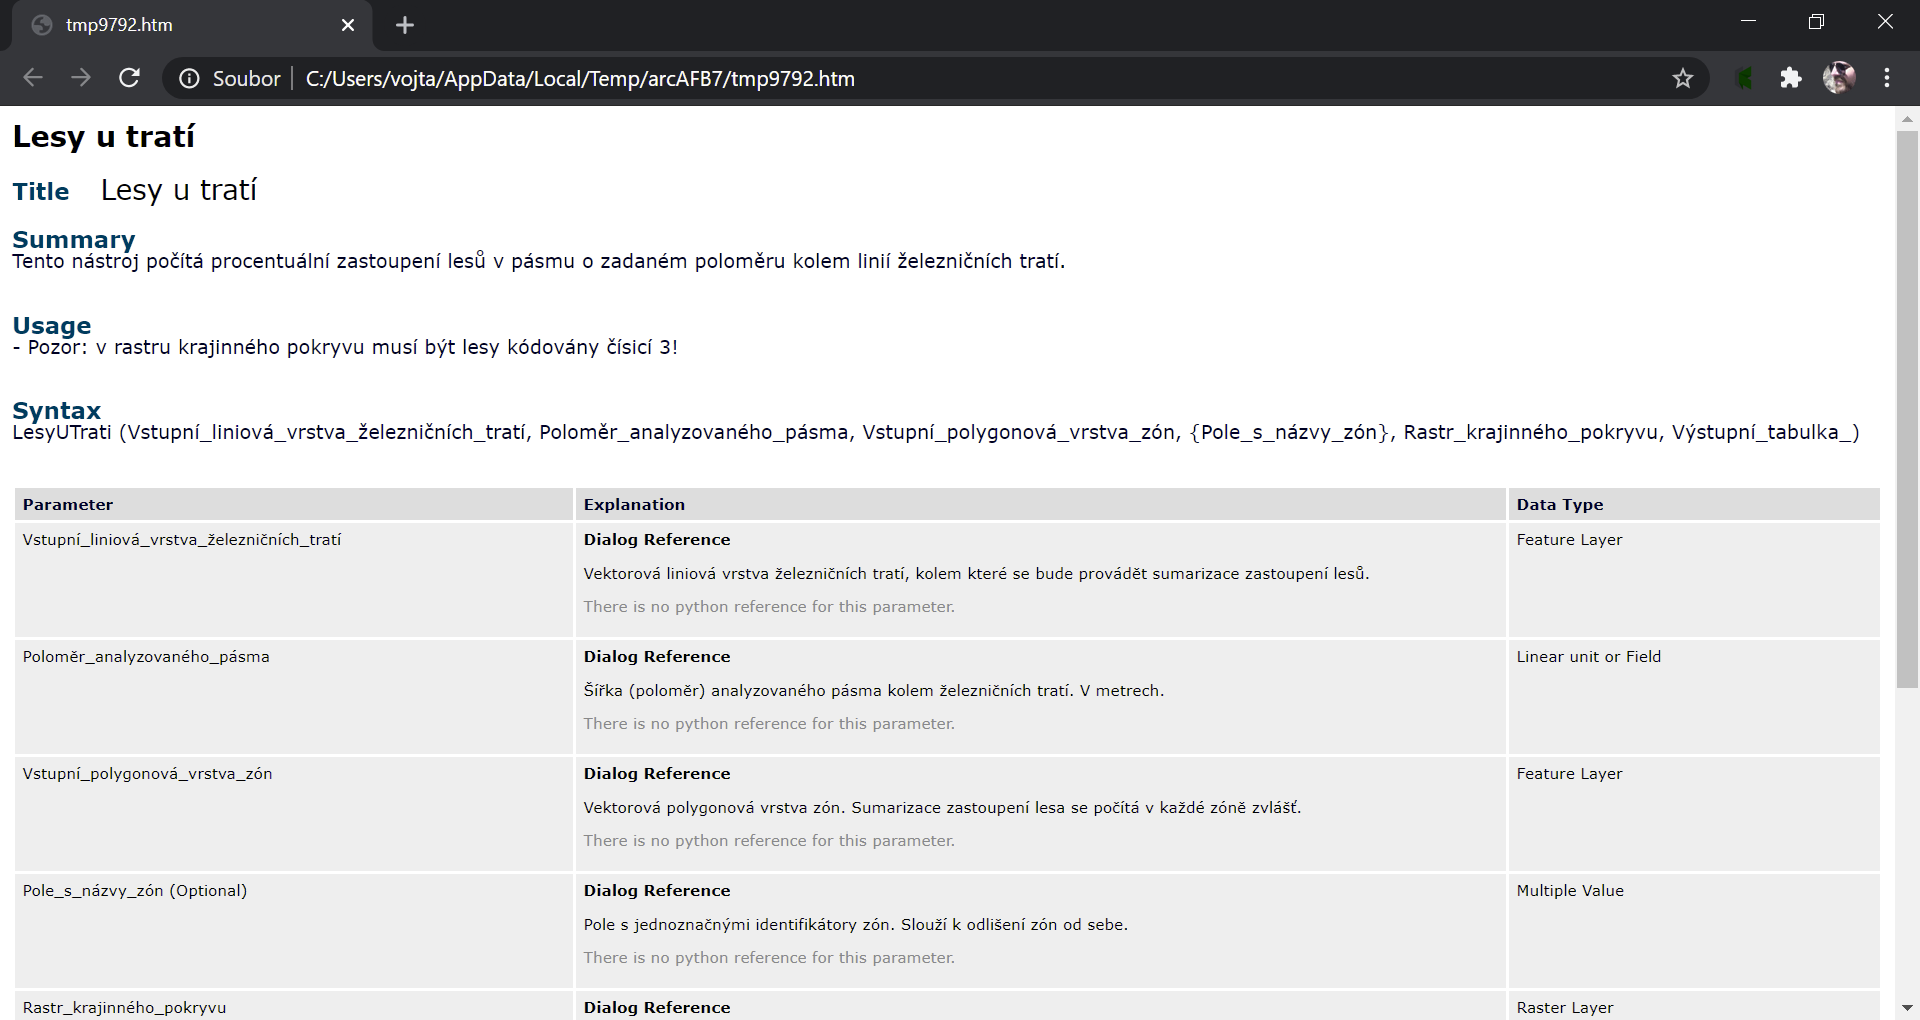 tmp9792.htm
Soubor C:/Users/vojta/AppData/Local/Temp/arcAFB7/tmp9792.htm
Lesy u tratí
Title Lesy u tratí
Summary
Tento nástroj počítá procentuální zastoupení lesů v pásmu o zadaném poloměru kolem linií železničních tratí.
Usage
- Pozor: v rastru krajinného pokryvu musí být lesy kódovány čísicí 3!
Syntax
LesyUTrati (Vstupní_liniová_vrstva_železničních_tratí, Poloměr_analyzovaného_pásma, Vstupní_polygonová_vrstva_zón, {Pole_s_názvy_zón}, Rastr_krajinného_pokryvu, Výstupní_tabulka_)
Parameter Explanation Data Type
Vstupní_liniová_vrstva_železničních_tratí Dialog Reference Feature Layer
Vektorová liniová vrstva železničních tratí, kolem které se bude provádět sumarizace zastoupení lesů.
There is no python reference for this parameter.
Poloměr_analyzovaného_pásma Dialog Reference Linear unit or Field
Šířka (poloměr) analyzovaného pásma kolem železničních tratí. V metrech.
There is no python reference for this parameter.
Vstupní_polygonová_vrstva_zón Dialog Reference Feature Layer
Vektorová polygonová vrstva zón. Sumarizace zastoupení lesa se počítá v každé zóně zvlášť.
There is no python reference for this parameter.
Pole_s_názvy_zón (Optional) Dialog Reference Multiple Value
Pole s jednoznačnými identifikátory zón. Slouží k odlišení zón od sebe.
There is no python reference for this parameter.
Rastr_krajinného_pokryvu Dialog Reference Raster Layer